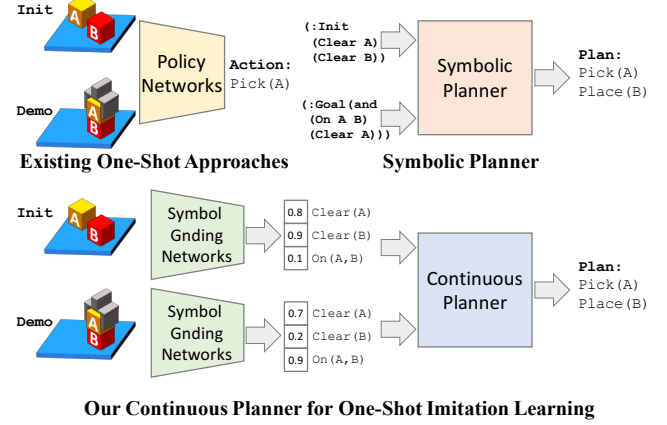 Init
A
B
Demo
A
B
Policy
Networks
Action:
Pick(A)
Existing One-Shot Approaches
(:Init
(Clear A)
(Clear B))
(:Goal(and
(On A B)
(Clear A)))
Symbolic
Planner
Plan:
Pick(A)
Place(B)
Symbolic Planner
Init
A
B
Symbol
Gnding
Networks
0.8 Clear(A)
0.9 Clear(B)
0.1 On(A,B)
Demo
A
B
Symbol
Gnding
Networks
0.7 Clear(A)
0.2 Clear(B)
0.9 On(A,B)
Continuous
Planner
Plan:
Pick(A)
Place(B)
Our Continuous Planner for One-Shot Imitation Learning